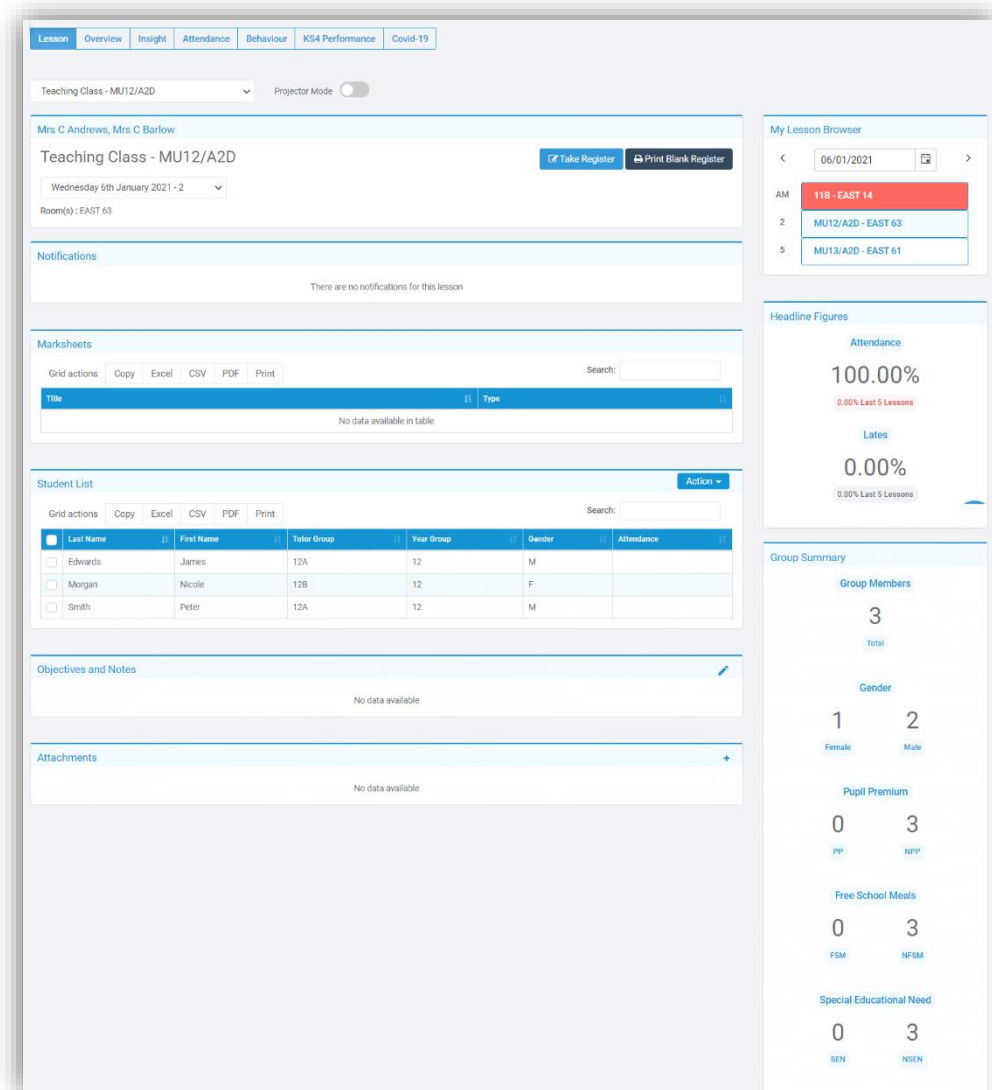 Lesson Overview Insight Attendance Behaviour KS4 Performance Covid-19
Teaching Class - MU12/A2D Projector Mode
Mrs C Andrews, Mrs C Barlow
Teaching Class - MU12/A2D
Take Register Print Blank Register
Wednesday 6th January 2021 - 2
Room(s) : EAST 63
Notifications
There are no notifications for this lesson
Marksheets
Grid actions Copy Excel CSV PDF Print Search:
Title Type
No data available in table
Student List Action
Grid actions Copy Excel CSV PDF Print Search:
Last Name First Name Tutor Group Year Group Gender Attendance
Edwards James 12A 12 M
Morgan Nicole 12B 12 F
Smith Peter 12A 12 M
Objectives and Notes
No data available
Attachments
No data available
My Lesson Browser
06/01/2021
AM 11B - EAST 14
2 MU12/A2D - EAST 63
5 MU13/A2D - EAST 61
Headline Figures
Attendance
100.00%
0.00% Last 5 Lessons
Lates
0.00%
0.00% Last 5 Lessons
Group Summary
Group Members
3
Total
Gender
1 2
Female Male
Pupil Premium
0 3
PP NPP
Free School Meals
0 3
FSM NFSM
Special Educational Need
0 3
SEN NSEN